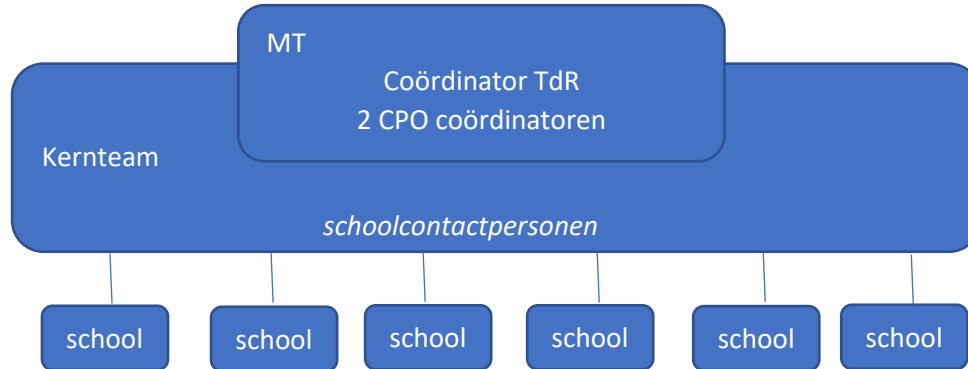 MT
Coördinator TdR
2 CPO coördinatoren
Kernteam
schoolcontactpersonen
school
school
school
school
school
school